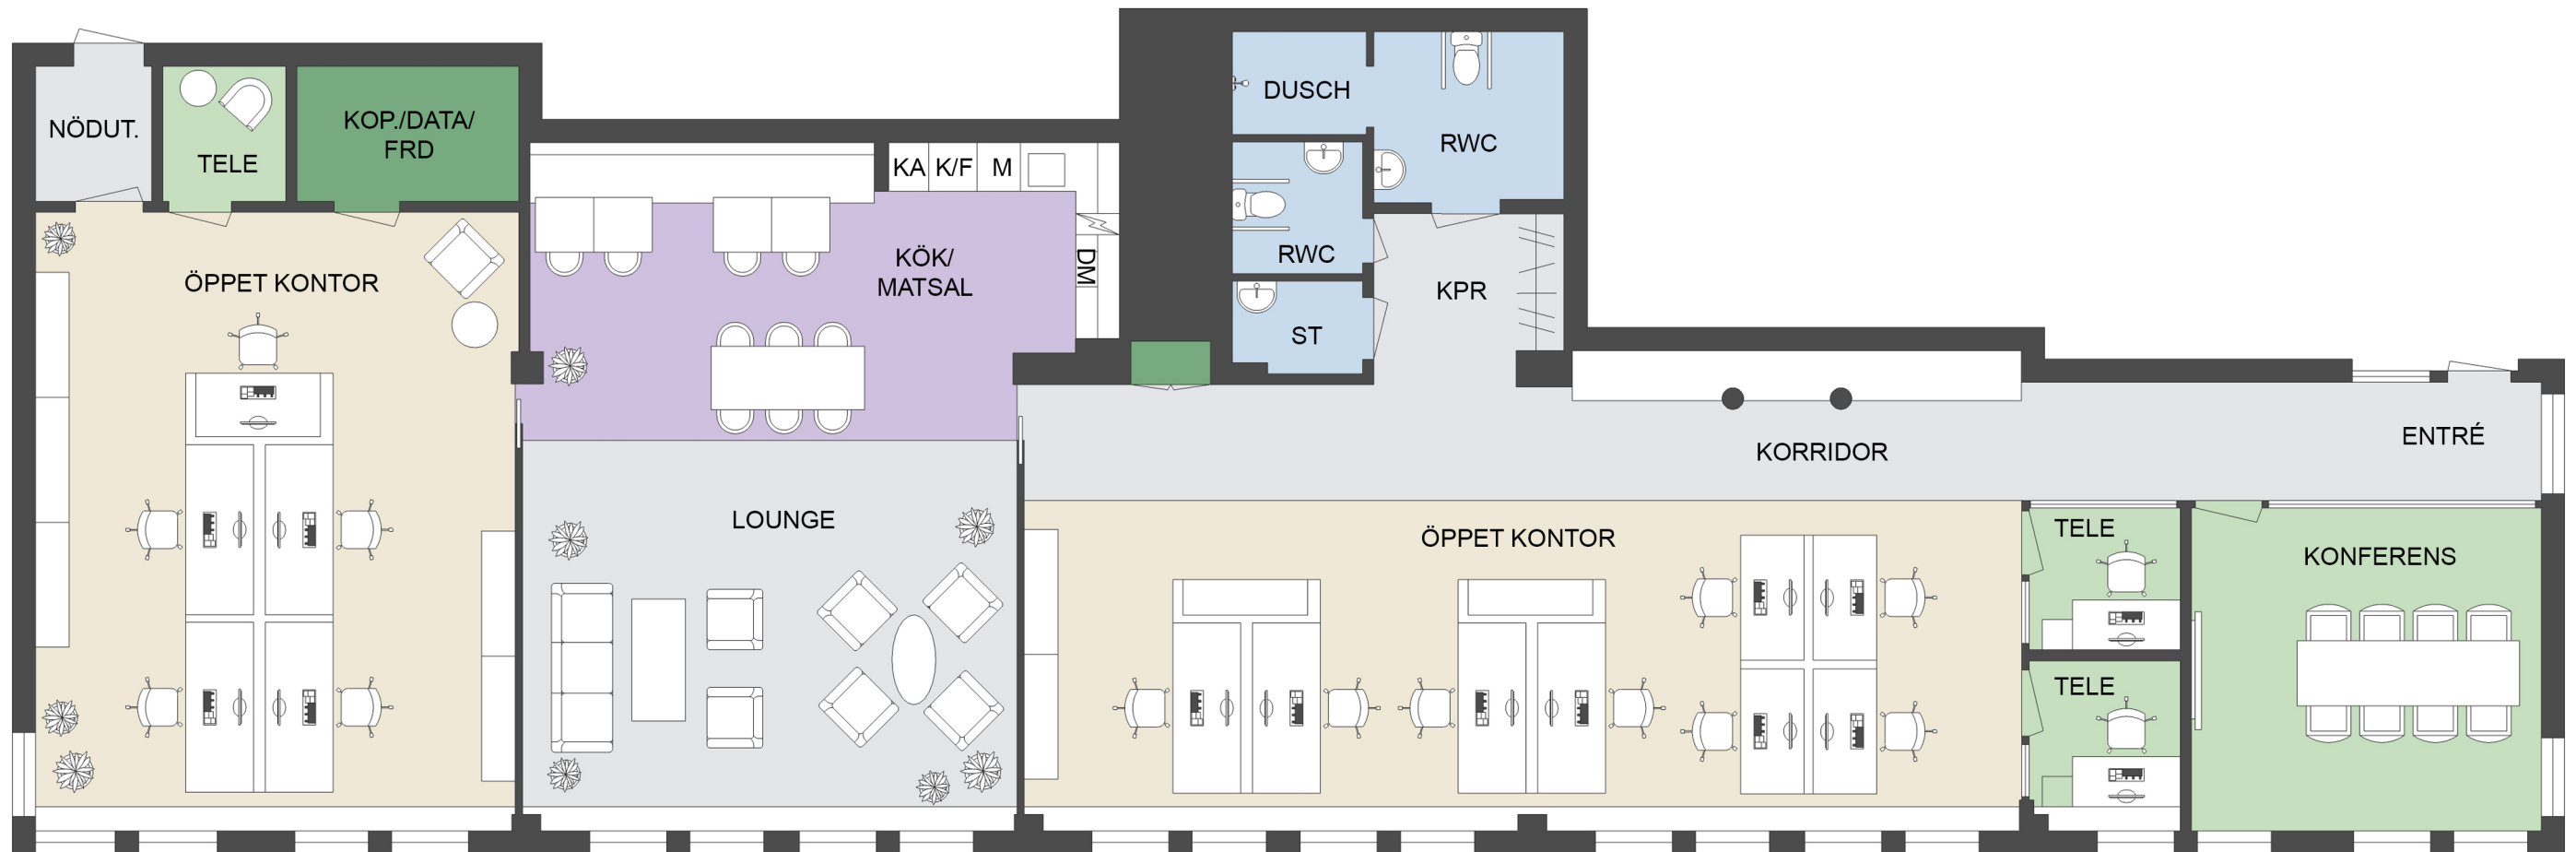 NÖDUT.
TELE
KOP./DATA/
FRD
ÖPPET KONTOR
KA
K/F
M
KÖK/
MATSAL
DM
LOUNGE
DUSCH
RWC
RWC
ST
KPR
KORRIDOR
ENTRÉ
ÖPPET KONTOR
TELE
TELE
KONFERENS